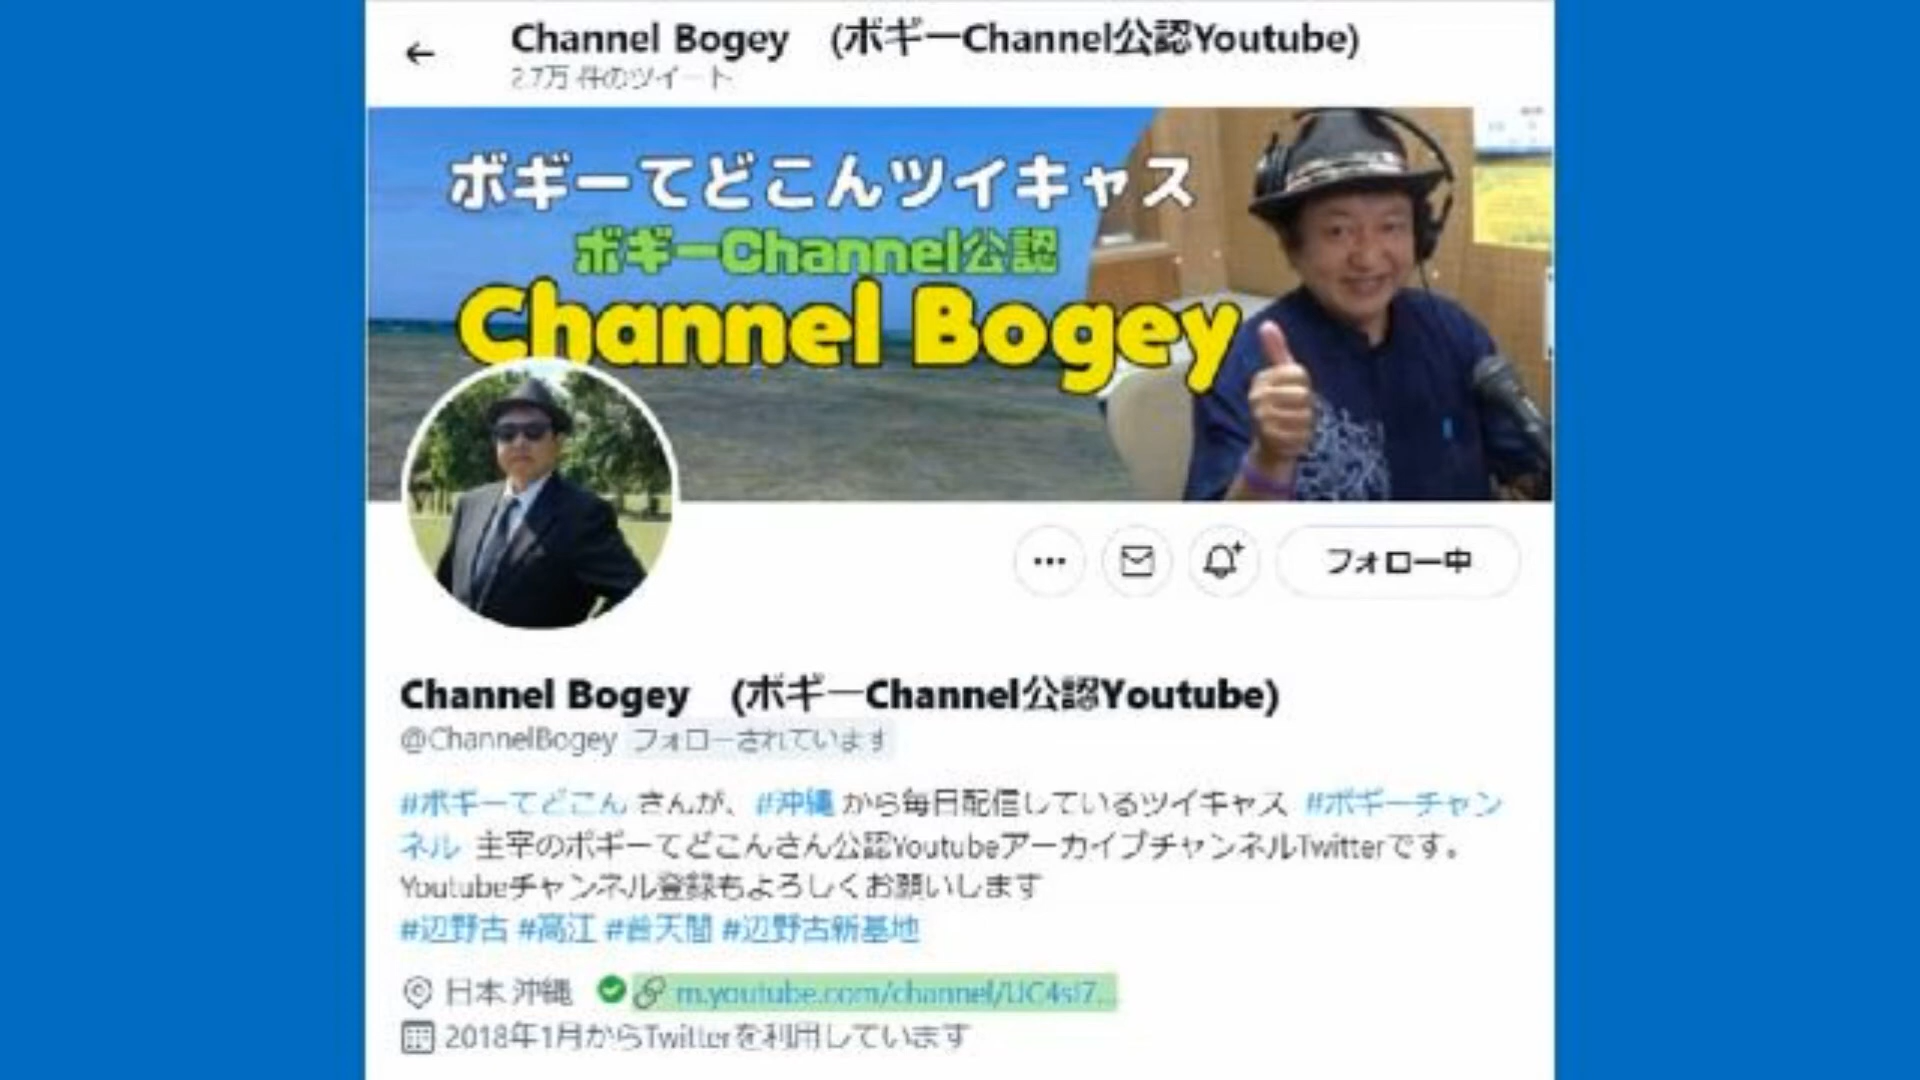 Channel Bogey (ボギーChannel公認Youtube)
2.7万 件のツイート
ボギーてどこんツイキャス
ボギーChannel公認
Channel Bogey
フォロー中
Channel Bogey (ボギーChannel公認Youtube)
@ChannelBogey フォローされています
#ボギーてどこん さんが、#沖縄 から毎日配信しているツイキャス #ボギーチャン
ネル 主宰のボギーてどこんさん公認YoutubeアーカイブチャンネルTwitterです。
Youtubeチャンネル登録もよろしくお願いします
#辺野古 #高江 #普天間 #辺野古新基地
日本 沖縄 m.youtube.com/channel/UC4sI7...
2018年1月からTwitterを利用しています